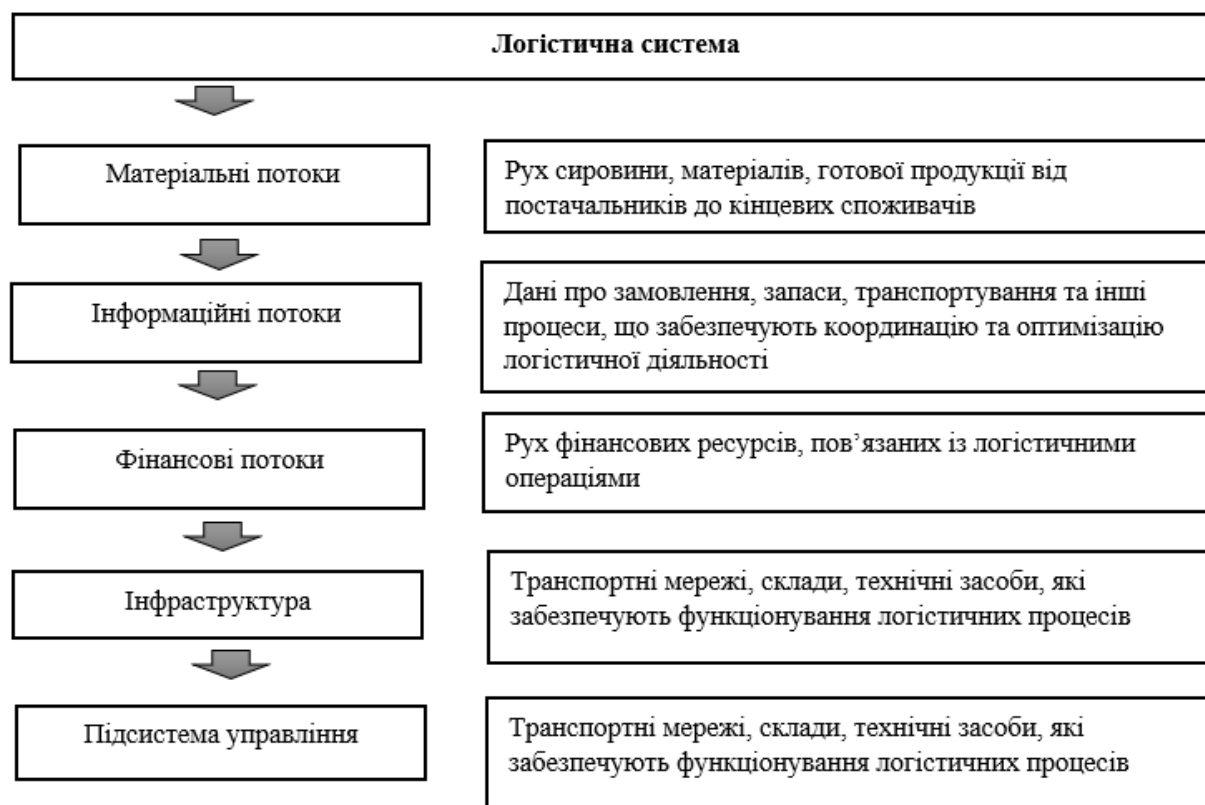 Логістична система
Матеріальні потоки
Рух сировини, матеріалів, готової продукції від
постачальників до кінцевих споживачів
Інформаційні потоки
Дані про замовлення, запаси, транспортування та інші
процеси, що забезпечують координацію та оптимізацію
логістичної діяльності
Фінансові потоки
Рух фінансових ресурсів, пов’язаних із логістичними
операціями
Інфраструктура
Транспортні мережі, склади, технічні засоби, які
забезпечують функціонування логістичних процесів
Підсистема управління
Транспортні мережі, склади, технічні засоби, які
забезпечують функціонування логістичних процесів